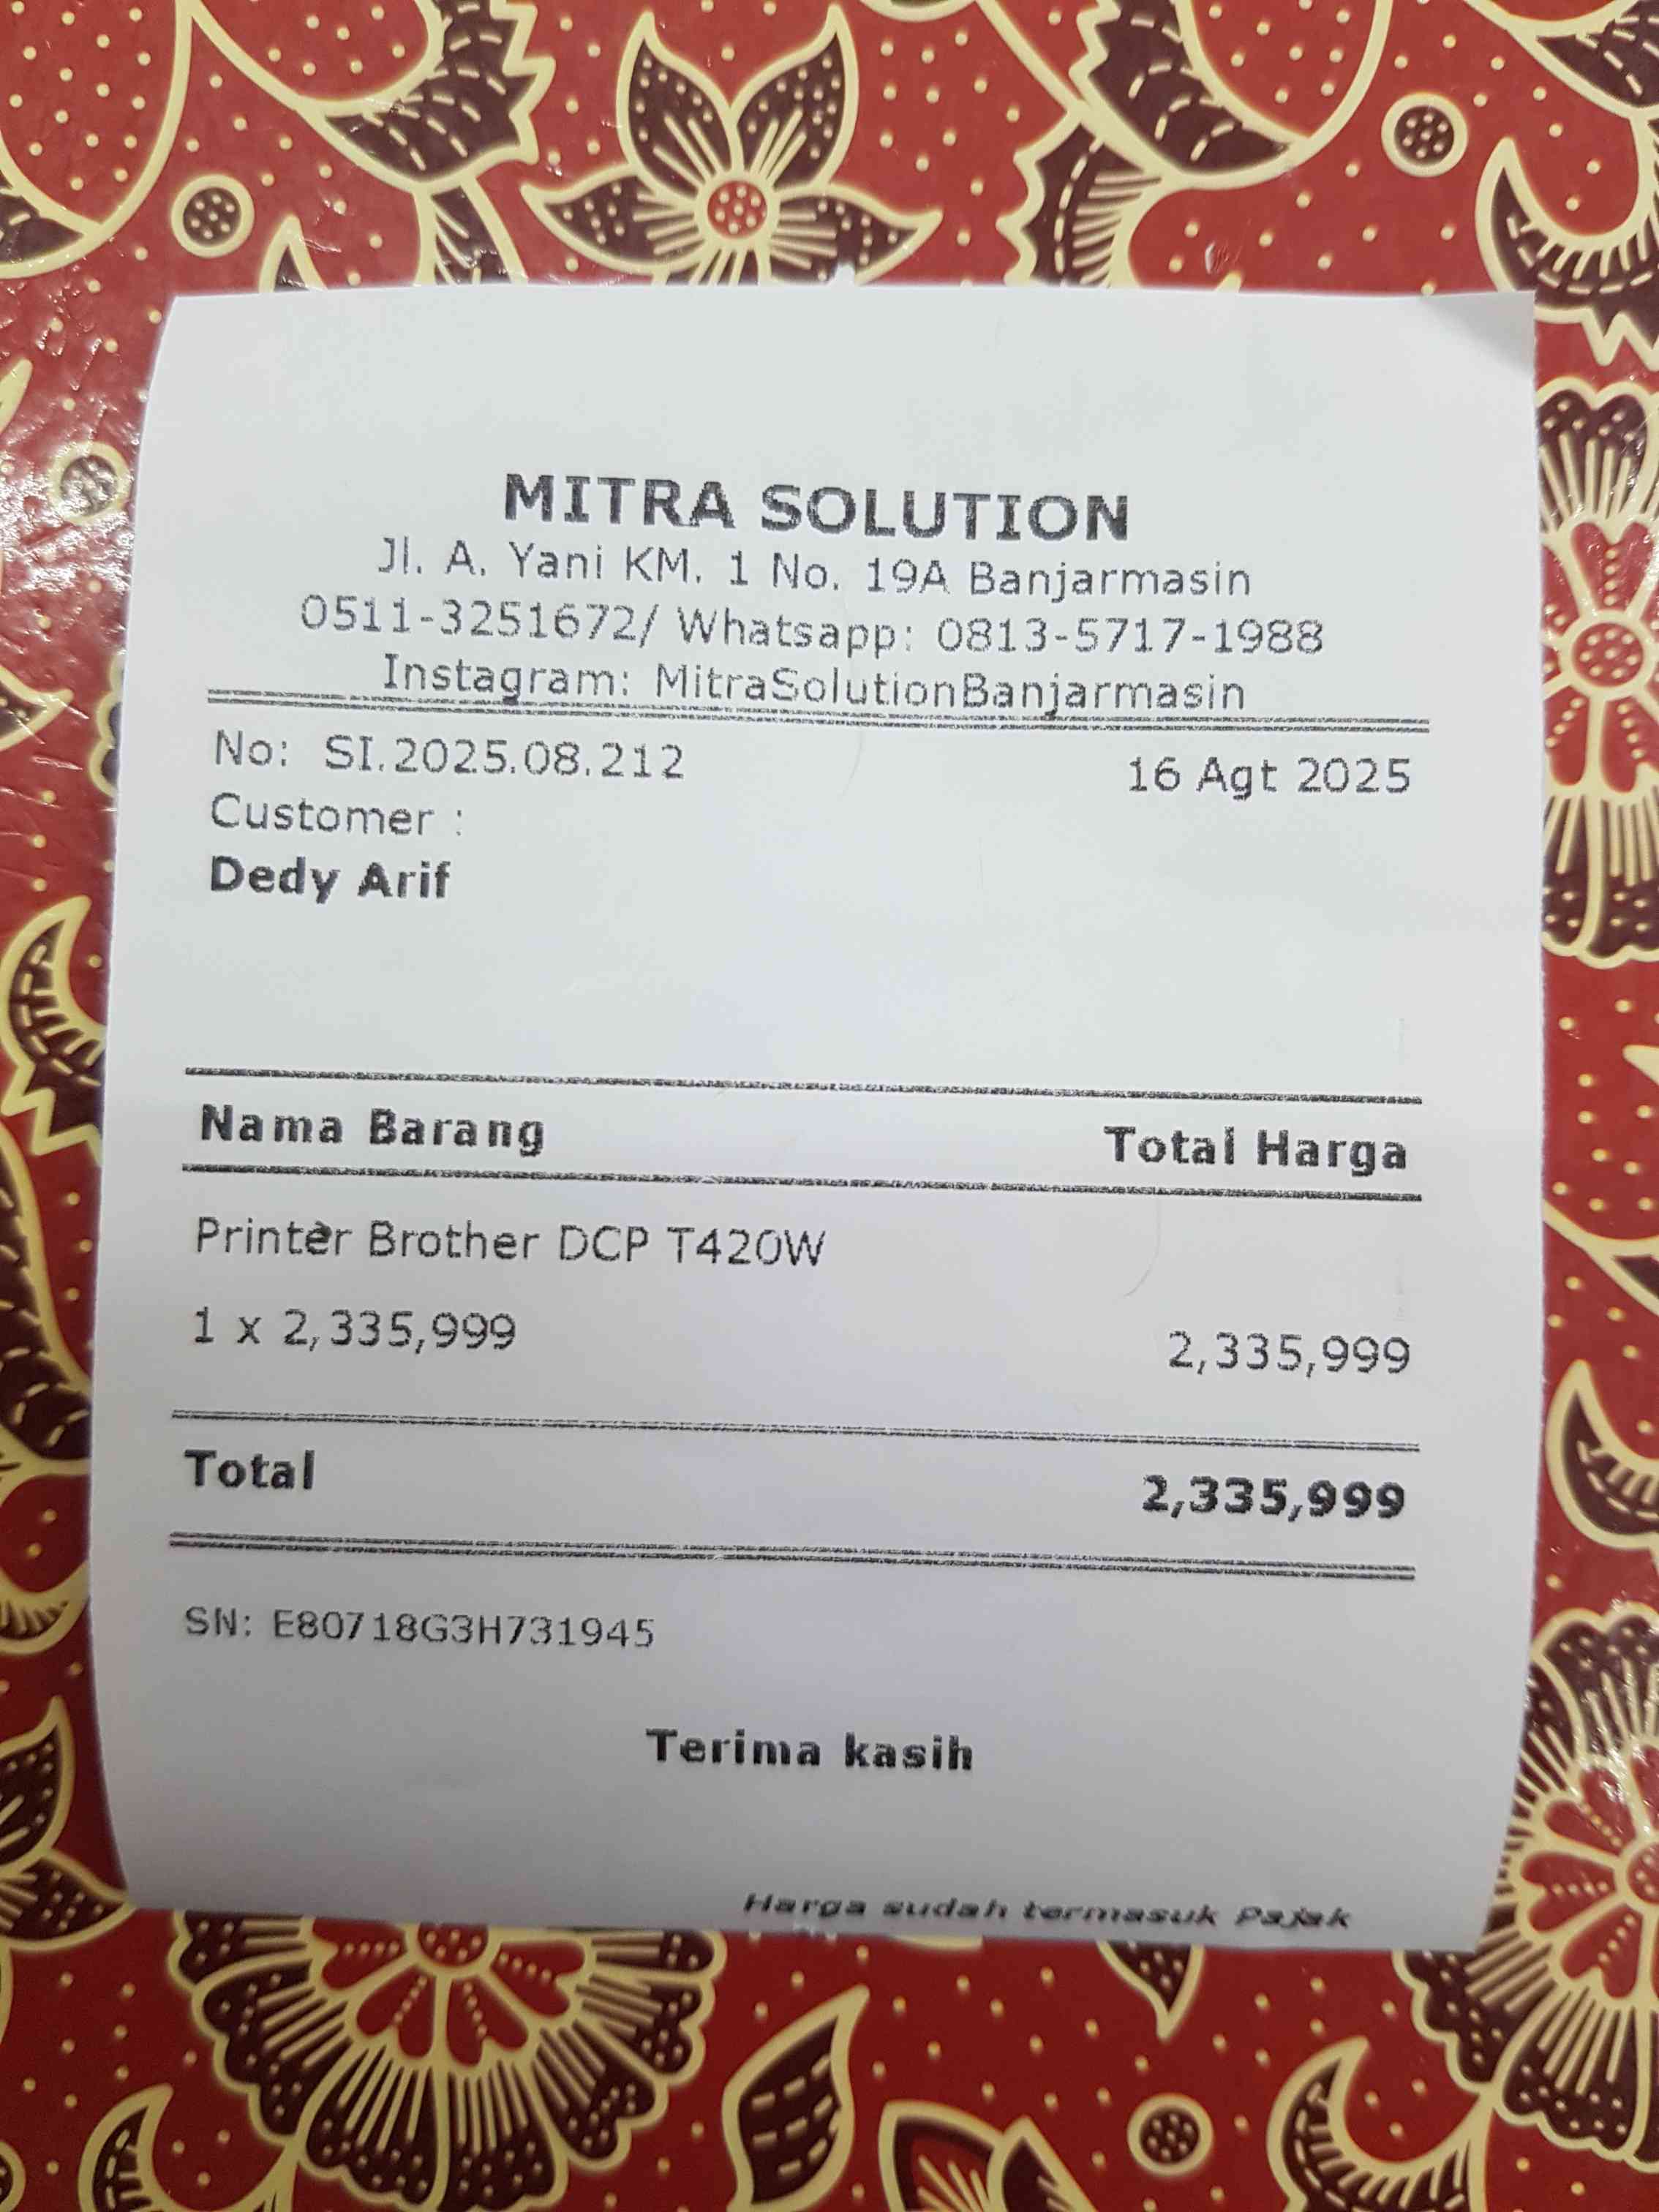 MITRA SOLUTION
Jl. A. Yani KM. 1 No. 19A Banjarmasin
0511-3251672/ Whatsapp: 0813-5717-1988
Instagram: MitraSolutionBanjarmasin
No: SI.2025.08.212 16 Agt 2025
Customer :
Dedy Arif
Nama Barang Total Harga
Printer Brother DCP T420W
1 x 2,335,999 2,335,999
Total 2,335,999
SN: E80718G3H731945
Terima kasih
Harga sudah termasuk Pajak